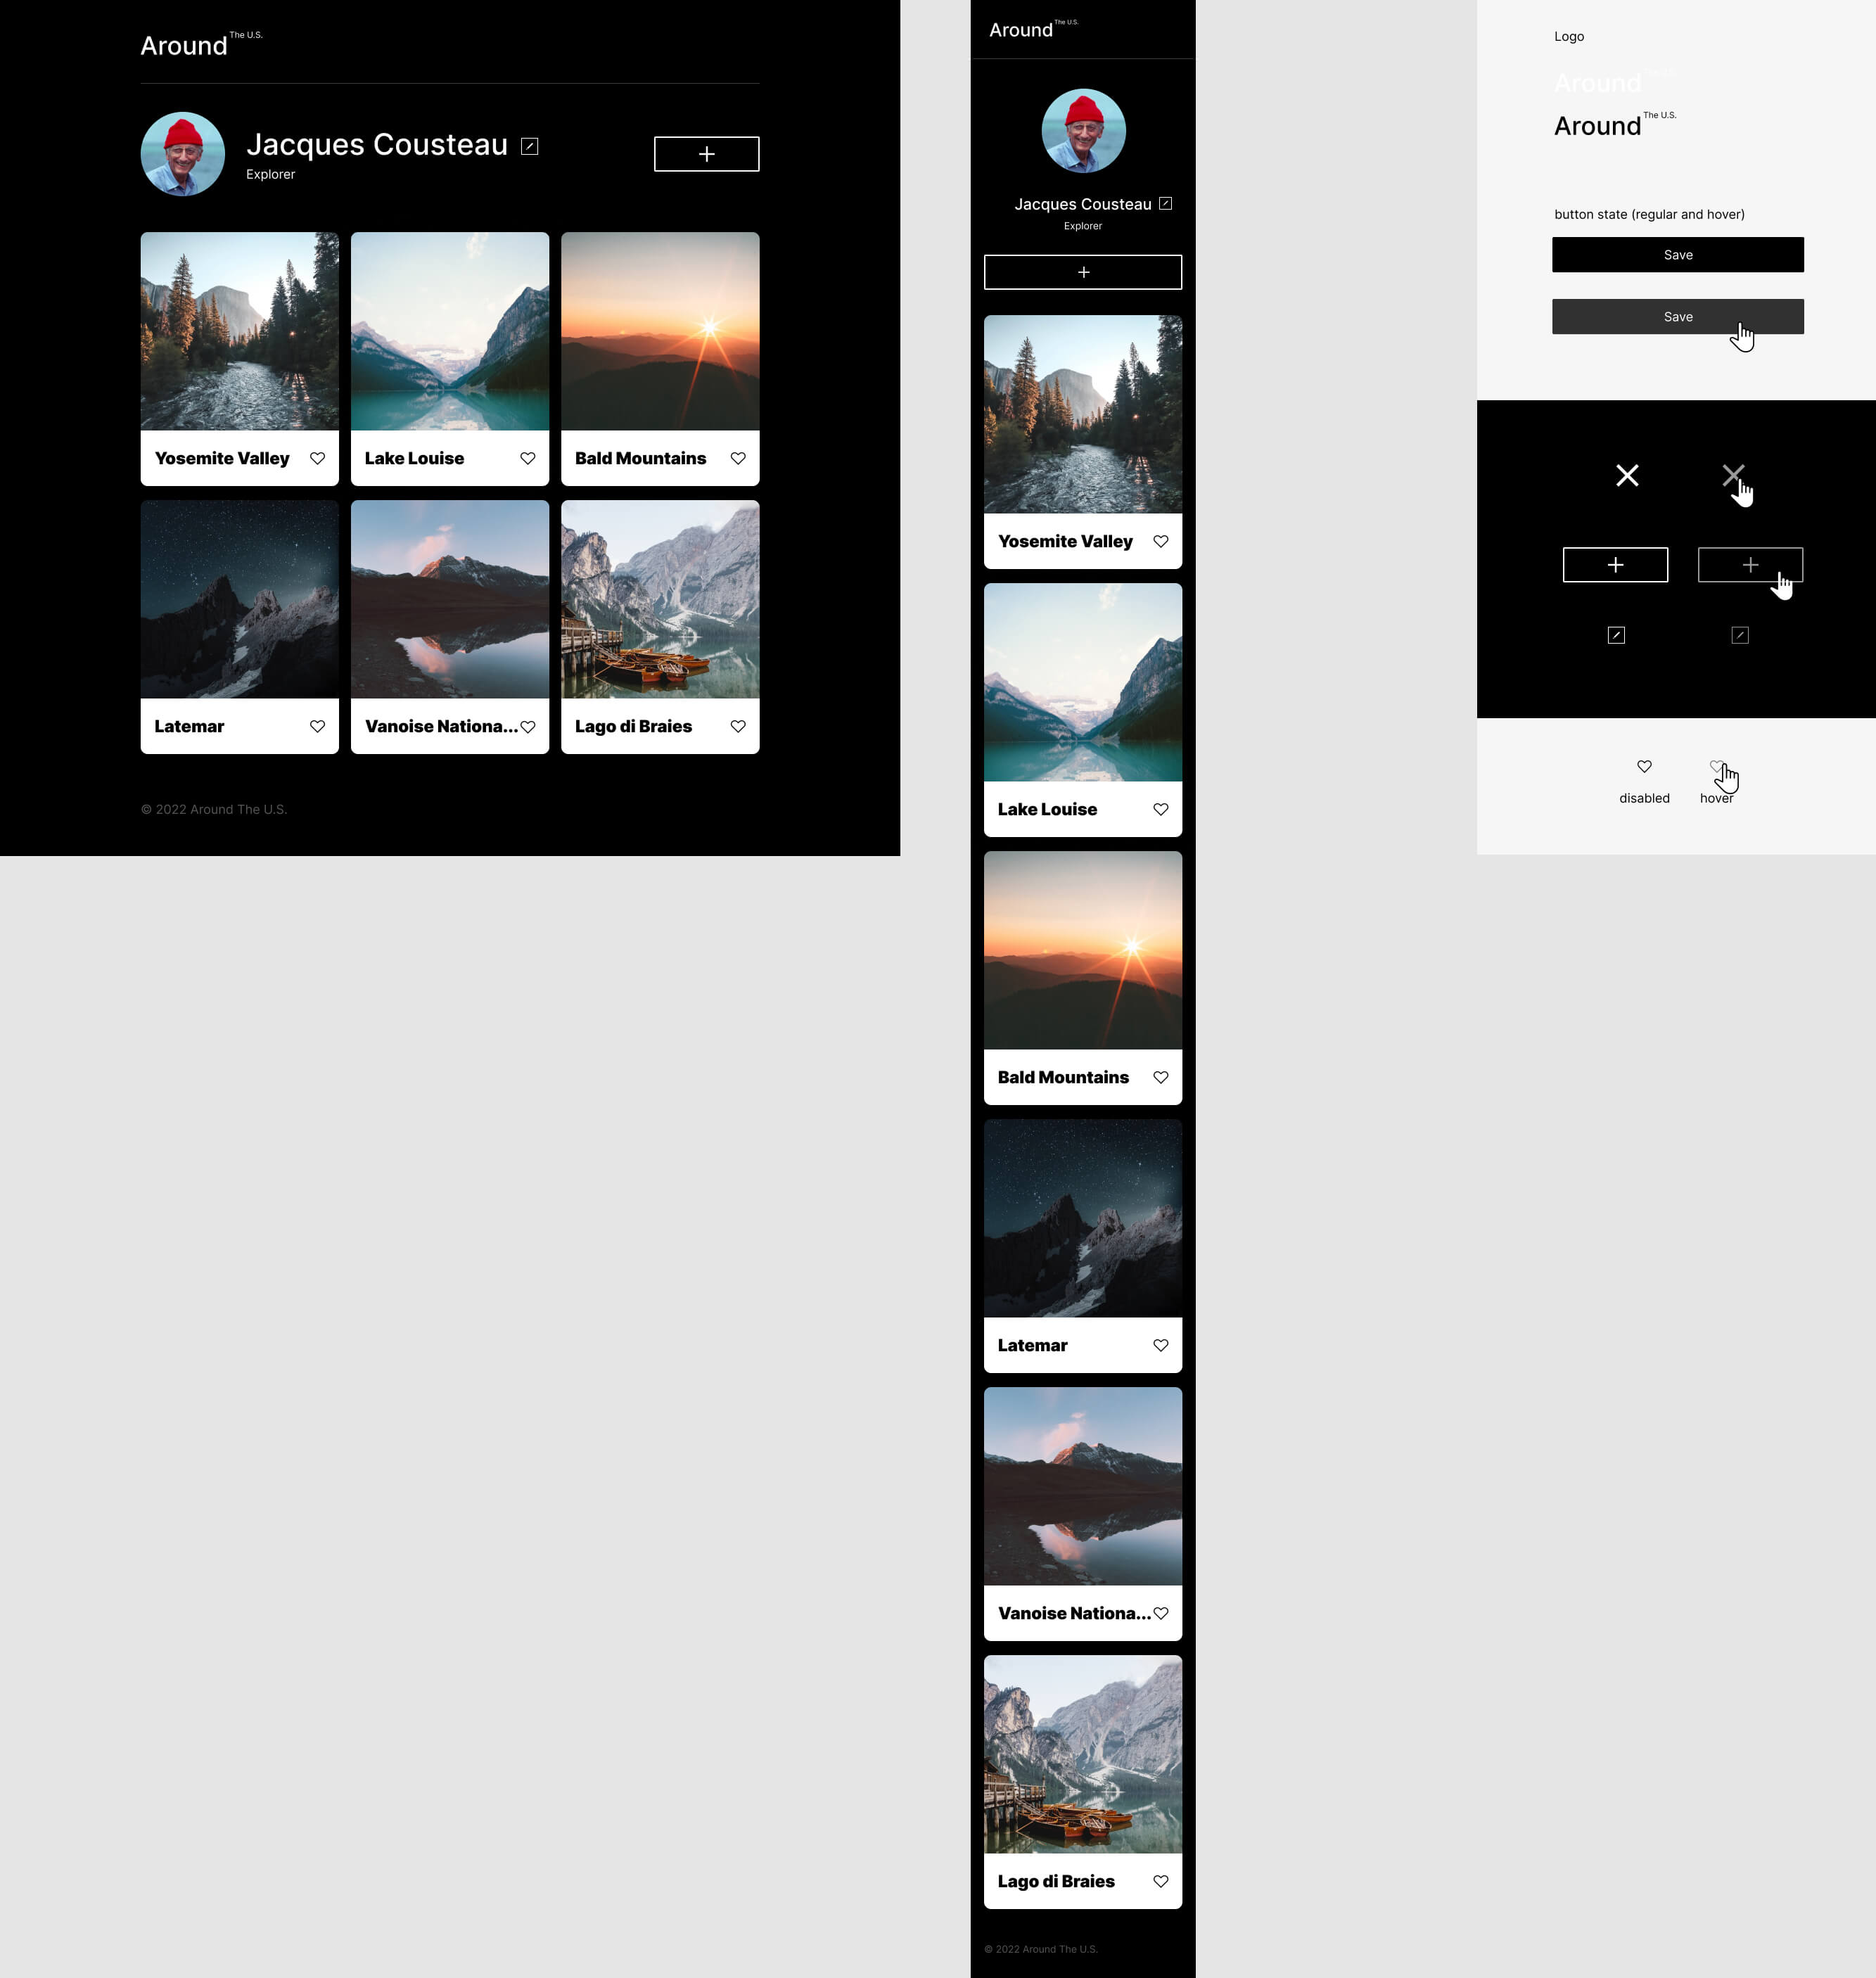 Around The U.S.
Jacques Cousteau
Explorer
Yosemite Valley
Lake Louise
Bald Mountains
Latemar
Vanoise Nationa...
Lago di Braies
© 2022 Around The U.S.
Around The U.S.
Jacques Cousteau
Explorer
Yosemite Valley
Lake Louise
Bald Mountains
Latemar
Vanoise Nationa...
Lago di Braies
© 2022 Around The U.S.
Logo
Around The U.S.
Around The U.S.
button state (regular and hover)
Save
Save
disabled
hover